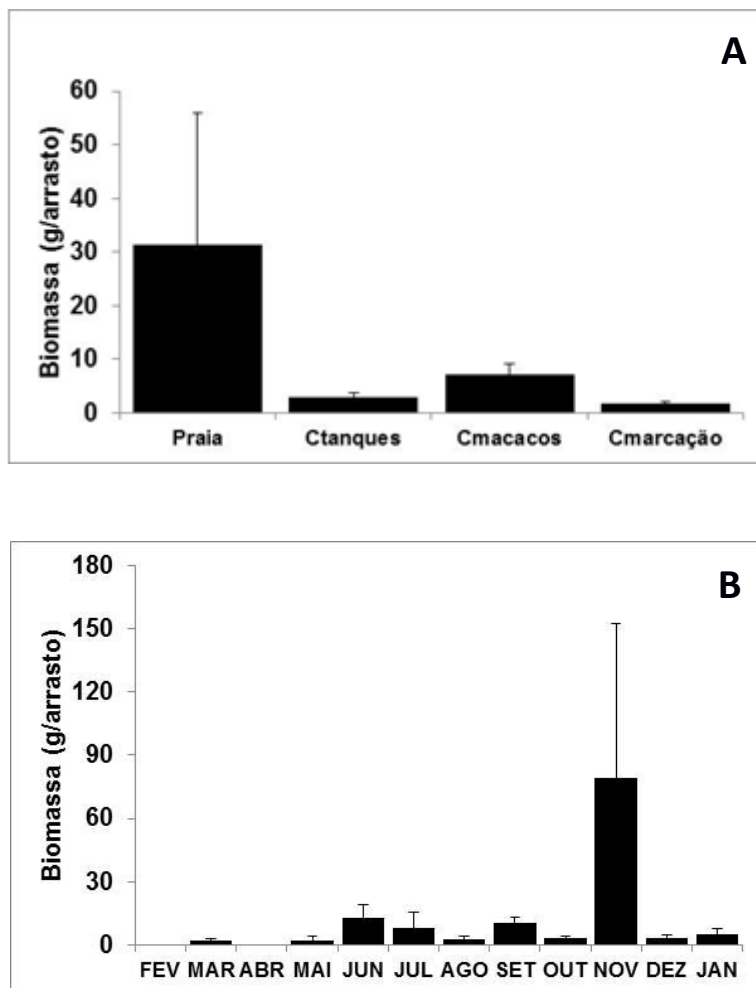 A
Biomassa (g/arrasto)
60
50
40
30
20
10
0
Praia Ctanques Cmacacos Cmarcação
B
Biomassa (g/arrasto)
180
150
120
90
60
30
0
FEV MAR ABR MAI JUN JUL AGO SET OUT NOV DEZ JAN